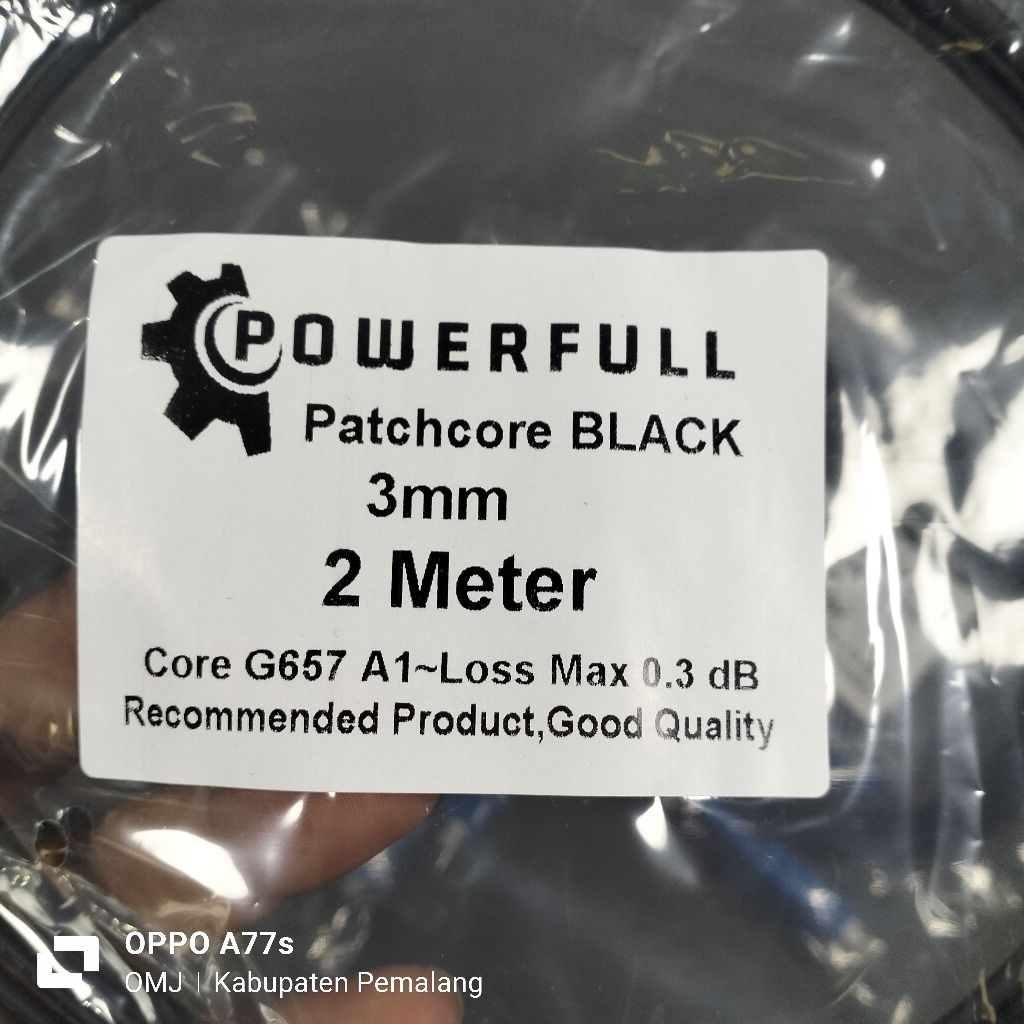 POWERFULL
Patchcore BLACK
3mm
2 Meter
Core G657 A1~Loss Max 0.3 dB
Recommended Product,Good Quality
OPPO A77s
OMJ | Kabupaten Pemalang